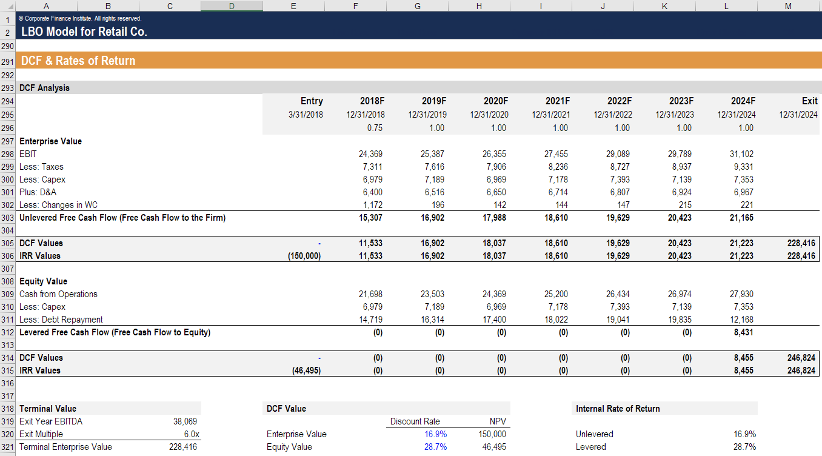 A B C D E F G H I J K L M
1 © Corporate Finance Institute. All rights reserved.
2 LBO Model for Retail Co.
290
291 DCF & Rates of Return
292
293 DCF Analysis
294 Entry 2018F 2019F 2020F 2021F 2022F 2023F 2024F Exit
295 3/31/2018 12/31/2018 12/31/2019 12/31/2020 12/31/2021 12/31/2022 12/31/2023 12/31/2024 12/31/2024
296 0.75 1.00 1.00 1.00 1.00 1.00 1.00
297 Enterprise Value
298 EBIT 24,369 25,387 26,355 27,455 29,089 29,789 31,102
299 Less: Taxes 7,311 7,616 7,906 8,236 8,727 8,937 9,331
300 Less: Capex 6,979 7,189 6,969 7,178 7,393 7,139 7,353
301 Plus: D&A 6,400 6,516 6,650 6,714 6,807 6,924 6,967
302 Less: Changes in WC 1,172 196 142 144 147 215 221
303 Unlevered Free Cash Flow (Free Cash Flow to the Firm) 15,307 16,902 17,988 18,610 19,629 20,423 21,165
304
305 DCF Values - 11,533 16,902 18,037 18,610 19,629 20,423 21,223 228,416
306 IRR Values (150,000) 11,533 16,902 18,037 18,610 19,629 20,423 21,223 228,416
307
308 Equity Value
309 Cash from Operations 21,698 23,503 24,369 25,200 26,434 26,974 27,930
310 Less: Capex 6,979 7,189 6,969 7,178 7,393 7,139 7,353
311 Less: Debt Repayment 14,719 16,314 17,400 18,022 19,041 19,835 12,168
312 Levered Free Cash Flow (Free Cash Flow to Equity) (0) (0) (0) (0) (0) (0) 8,431
313
314 DCF Values - (0) (0) (0) (0) (0) (0) 8,455 246,824
315 IRR Values (46,495) (0) (0) (0) (0) (0) (0) 8,455 246,824
316
317
318 Terminal Value DCF Value Internal Rate of Return
319 Exit Year EBITDA 38,069 Discount Rate NPV
320 Exit Multiple 6.0x Enterprise Value 16.9% 150,000 Unlevered 16.9%
321 Terminal Enterprise Value 228,416 Equity Value 28.7% 46,495 Levered 28.7%